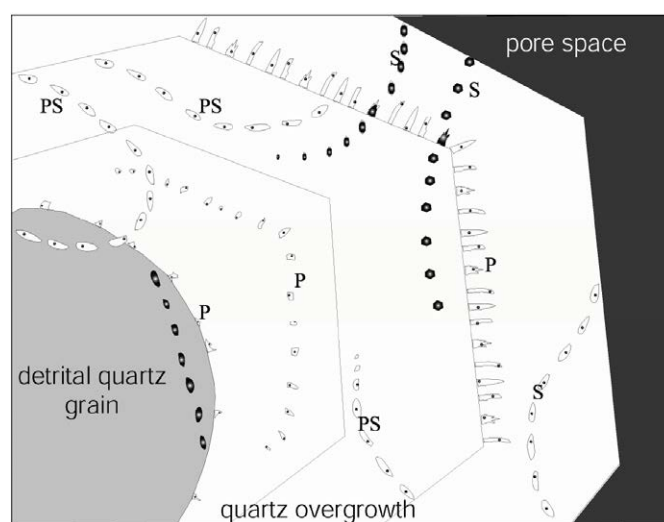 pore space
S
S
PS
PS
P
P
P
detrital quartz
grain
S
PS
quartz overgrowth